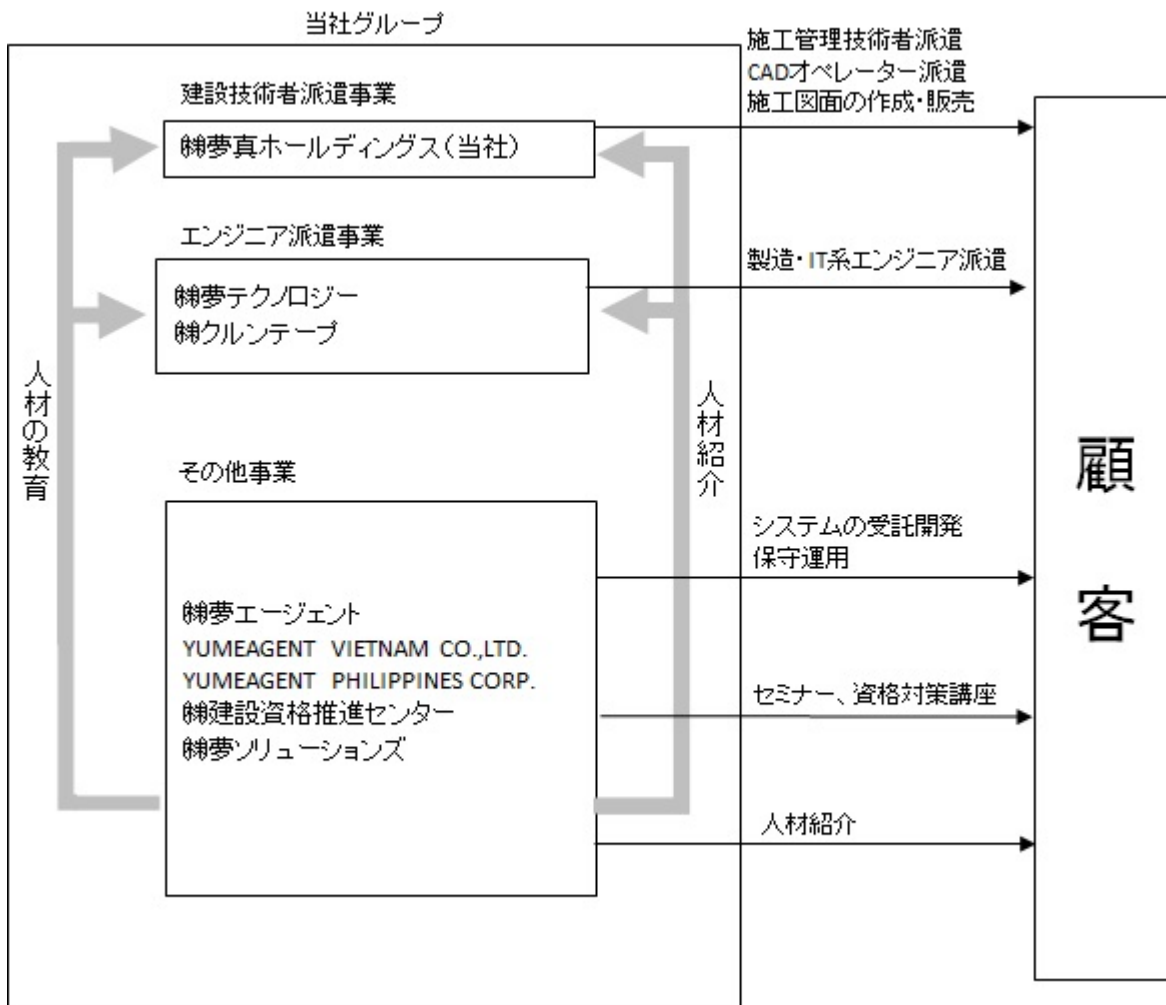 当社グループ
施工管理技術者派遣
CADオペレーター派遣
施工図面の作成・販売
建設技術者派遣事業
㈱夢真ホールディングス(当社)
エンジニア派遣事業
製造・IT系エンジニア派遣
㈱夢テクノロジー
㈱クルンテープ
人材の教育
人材紹介
その他事業
システムの受託開発
保守運用
㈱夢エージェント
YUMEAGENT VIETNAM CO.,LTD.
YUMEAGENT PHILIPPINES CORP.
㈱建設資格推進センター
㈱夢ソリューションズ
セミナー、資格対策講座
人材紹介
顧客